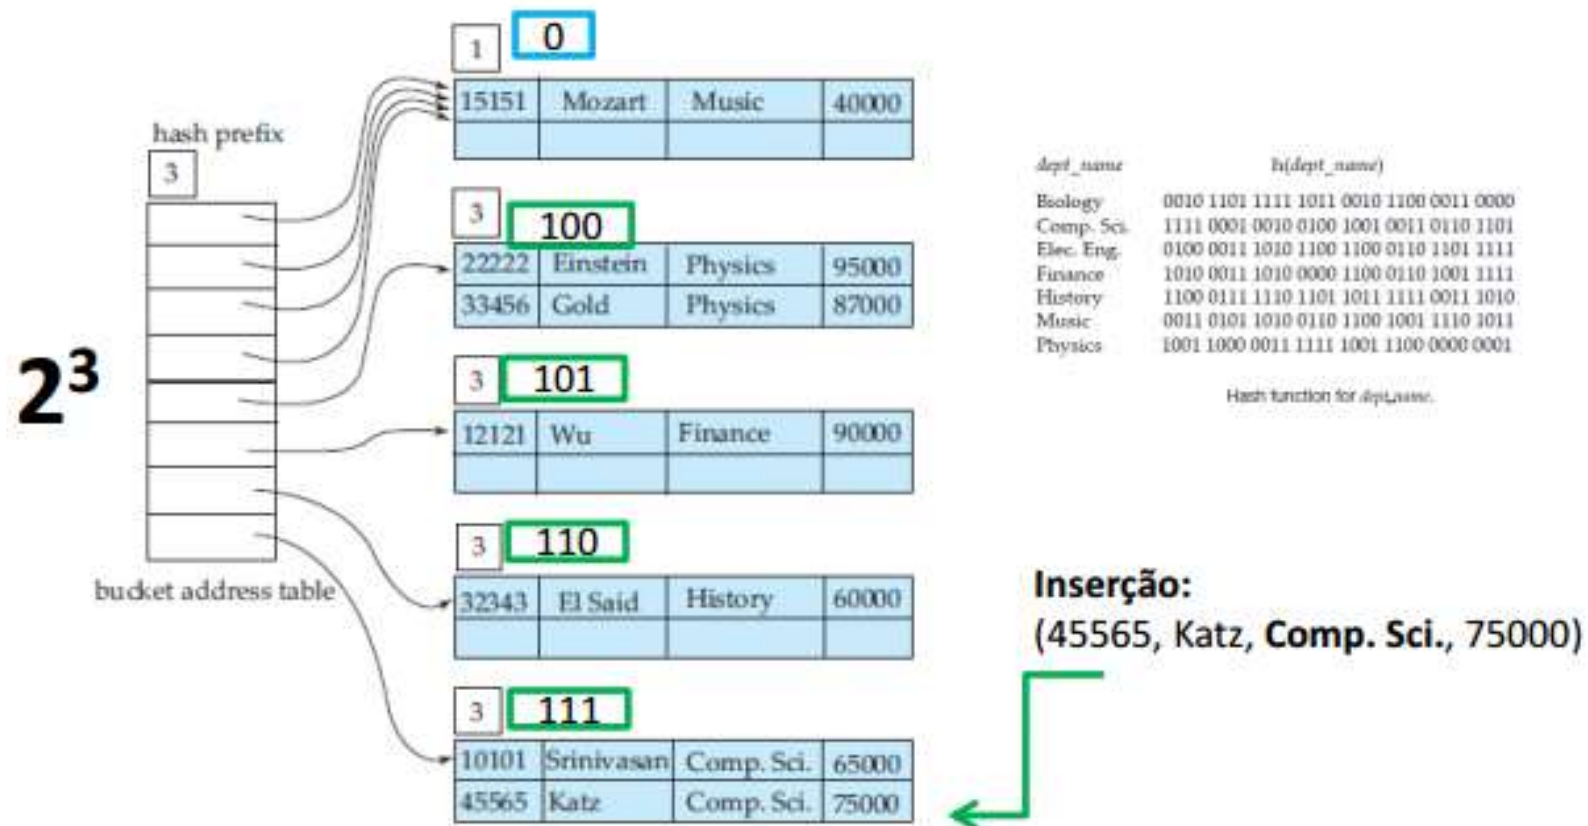 1 0
15151 Mozart Music 40000
hash prefix
3
2³
bucket address table
3 100
22222 Einstein Physics 95000
33456 Gold Physics 87000
3 101
12121 Wu Finance 90000
3 110
32343 El Said History 60000
3 111
10101 Srinivasan Comp. Sci. 65000
45565 Katz Comp. Sci. 75000
dept_name h(dept_name)
Biology 0010 1101 1111 1011 0010 1100 0011 0000
Comp. Sci. 1111 0001 0010 0100 1001 0011 0110 1101
Elec. Eng. 0100 0011 1010 1100 1100 0110 1101 1111
Finance 1010 0011 1010 0000 1100 0110 1001 1111
History 1100 0111 1110 1101 1011 1111 0011 1010
Music 0011 0101 1010 0110 1100 1001 1110 1011
Physics 1001 1000 0011 1111 1001 1100 0000 0001
Hash function for dept_name.
Inserção:
(45565, Katz, Comp. Sci., 75000)